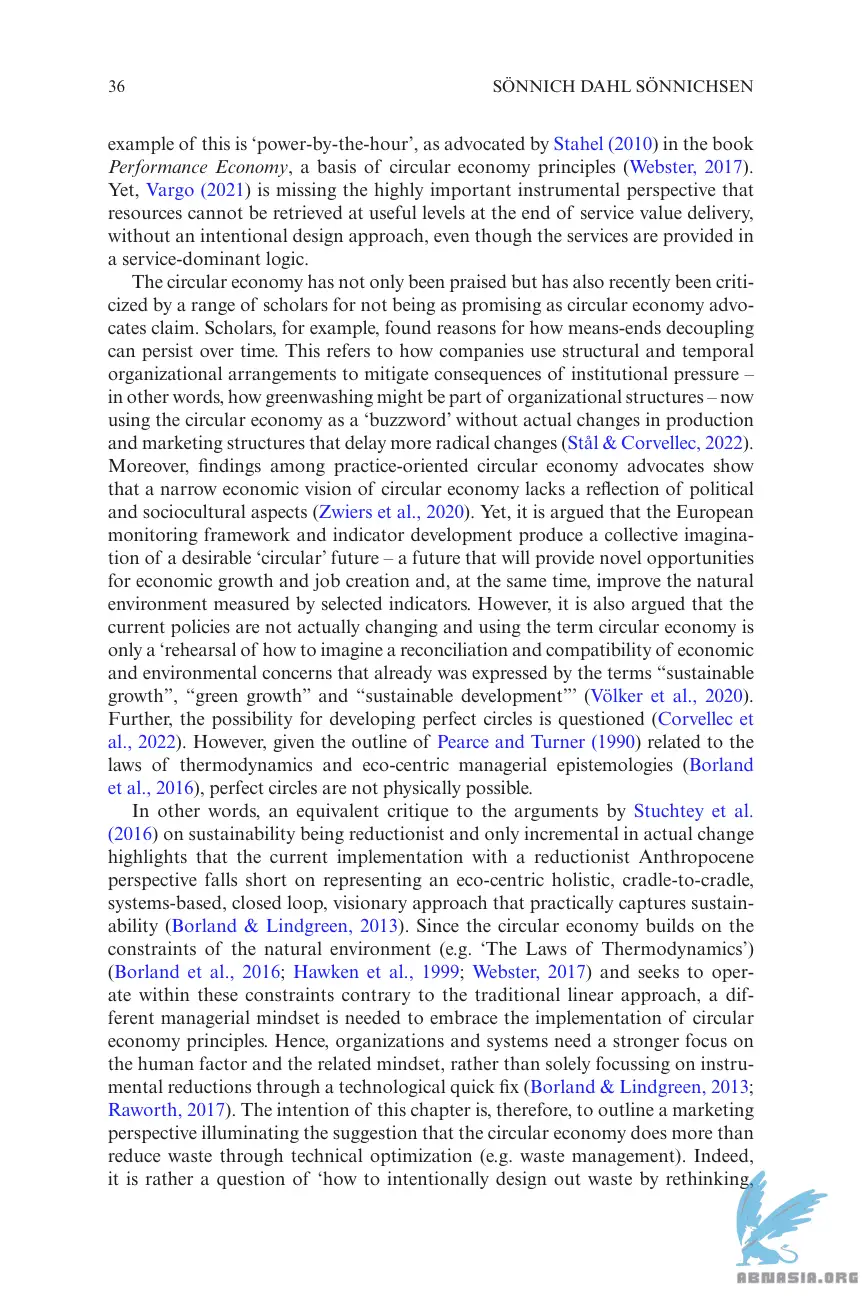 36
SÖNNICH DAHL SÖNNICHSEN
example of this is ‘power-by-the-hour’, as advocated by Stahel (2010) in the book
Performance Economy, a basis of circular economy principles (Webster, 2017).
Yet, Vargo (2021) is missing the highly important instrumental perspective that
resources cannot be retrieved at useful levels at the end of service value delivery,
without an intentional design approach, even though the services are provided in
a service-dominant logic.
The circular economy has not only been praised but has also recently been criti-
cized by a range of scholars for not being as promising as circular economy advo-
cates claim. Scholars, for example, found reasons for how means-ends decoupling
can persist over time. This refers to how companies use structural and temporal
organizational arrangements to mitigate consequences of institutional pressure –
in other words, how greenwashing might be part of organizational structures – now
using the circular economy as a ‘buzzword’ without actual changes in production
and marketing structures that delay more radical changes (Stål & Corvellec, 2022).
Moreover, findings among practice-oriented circular economy advocates show
that a narrow economic vision of circular economy lacks a reflection of political
and sociocultural aspects (Zwiers et al., 2020). Yet, it is argued that the European
monitoring framework and indicator development produce a collective imagina-
tion of a desirable ‘circular’ future – a future that will provide novel opportunities
for economic growth and job creation and, at the same time, improve the natural
environment measured by selected indicators. However, it is also argued that the
current policies are not actually changing and using the term circular economy is
only a ‘rehearsal of how to imagine a reconciliation and compatibility of economic
and environmental concerns that already was expressed by the terms “sustainable
growth”, “green growth” and “sustainable development”’ (Völker et al., 2020).
Further, the possibility for developing perfect circles is questioned (Corvellec et
al., 2022). However, given the outline of Pearce and Turner (1990) related to the
laws of thermodynamics and eco-centric managerial epistemologies (Borland
et al., 2016), perfect circles are not physically possible.
In other words, an equivalent critique to the arguments by Stuchtey et al.
(2016) on sustainability being reductionist and only incremental in actual change
highlights that the current implementation with a reductionist Anthropocene
perspective falls short on representing an eco-centric holistic, cradle-to-cradle,
systems-based, closed loop, visionary approach that practically captures sustain-
ability (Borland & Lindgreen, 2013). Since the circular economy builds on the
constraints of the natural environment (e.g. ‘The Laws of Thermodynamics’)
(Borland et al., 2016; Hawken et al., 1999; Webster, 2017) and seeks to oper-
ate within these constraints contrary to the traditional linear approach, a dif-
ferent managerial mindset is needed to embrace the implementation of circular
economy principles. Hence, organizations and systems need a stronger focus on
the human factor and the related mindset, rather than solely focussing on instru-
mental reductions through a technological quick fix (Borland & Lindgreen, 2013;
Raworth, 2017). The intention of this chapter is, therefore, to outline a marketing
perspective illuminating the suggestion that the circular economy does more than
reduce waste through technical optimization (e.g. waste management). Indeed,
it is rather a question of ‘how to intentionally design out waste by rethinking,
ABNASIA.ORG